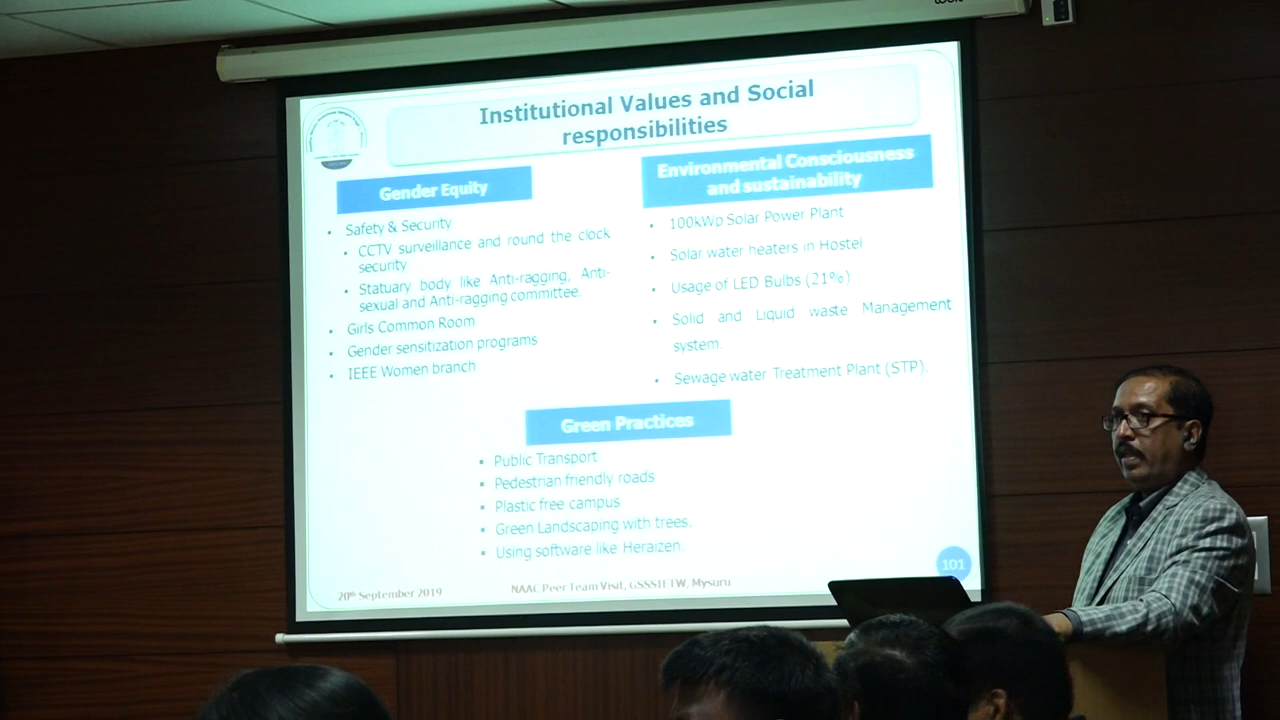 Institutional Values and Social
responsibilities
Gender Equity
• Safety & Security
• CCTV surveillance and round the clock
security
• Statuary body like Anti-ragging, Anti-
sexual and Anti-ragging committee.
• Girls Common Room
• Gender sensitization programs
• IEEE Women branch
Environmental Consciousness
and sustainability
• 100kWp Solar Power Plant
• Solar water heaters in Hostel
• Usage of LED Bulbs (21%)
• Solid and Liquid waste Management
system.
• Sewage water Treatment Plant (STP).
Green Practices
• Public Transport
• Pedestrian friendly roads
• Plastic free campus
• Green Landscaping with trees.
• Using software like Heraizen.
20th September 2019
NAAC Peer Team Visit, GSSSIETW, Mysuru
101